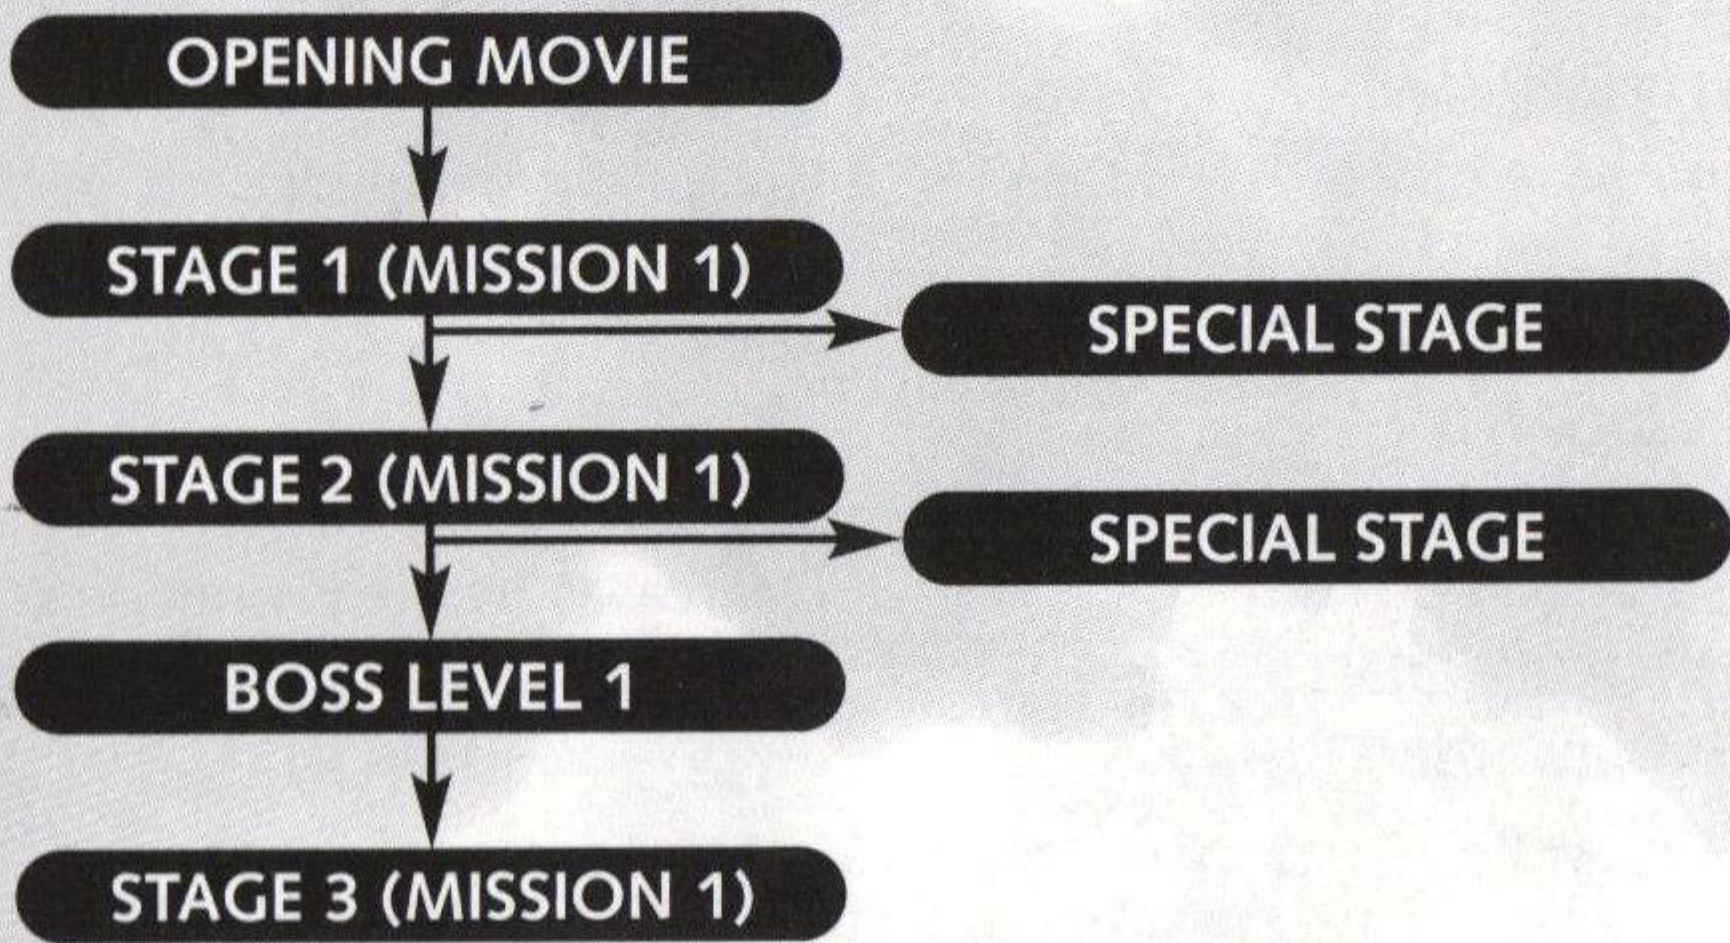 OPENING MOVIE
STAGE 1 (MISSION 1)
SPECIAL STAGE
STAGE 2 (MISSION 1)
SPECIAL STAGE
BOSS LEVEL 1
STAGE 3 (MISSION 1)